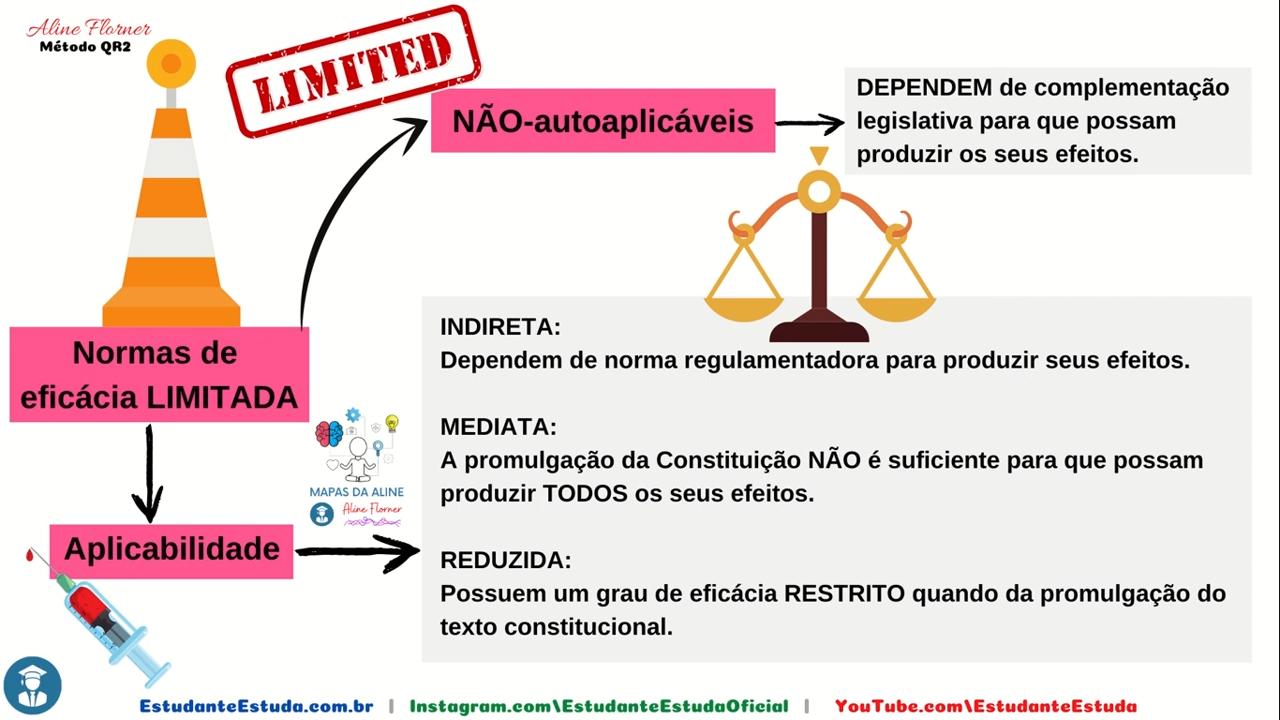 Aline Florner
Método QR2
LIMITED
NÃO-autoaplicáveis
DEPENDEM de complementação
legislativa para que possam
produzir os seus efeitos.
Normas de
eficácia LIMITADA
INDIRETA:
Dependem de norma regulamentadora para produzir seus efeitos.
MEDIATA:
A promulgação da Constituição NÃO é suficiente para que possam
produzir TODOS os seus efeitos.
REDUZIDA:
Possuem um grau de eficácia RESTRITO quando da promulgação do
texto constitucional.
MAPAS DA ALINE
Aline Florner
Aplicabilidade
EstudanteEstuda.com.br | Instagram.com\EstudanteEstudaOficial | YouTube.com\EstudanteEstuda